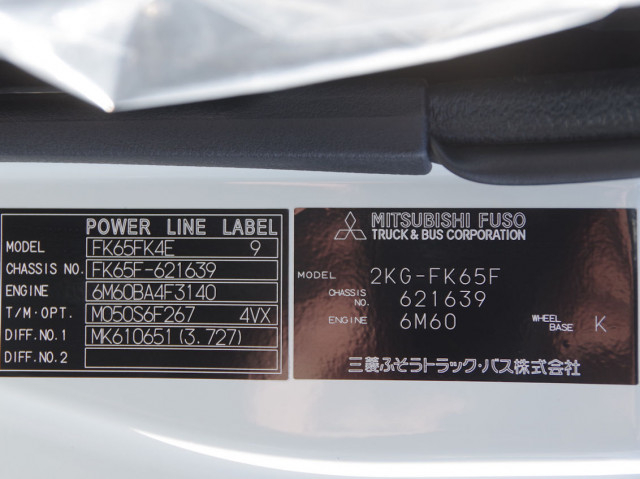 POWER LINE LABEL
MODEL FK65FK4E 9
CHASSIS NO. FK65F-621639
ENGINE 6M60BA4F3140
T/M·OPT. M050S6F267 4VX
DIFF.NO.1 MK610651(3.727)
DIFF.NO.2
MITSUBISHI FUSO
TRUCK & BUS CORPORATION
MODEL 2KG-FK65F
CHASSIS NO. 621639
ENGINE 6M60 WHEEL BASE K
三菱ふそうトラック・バス株式会社